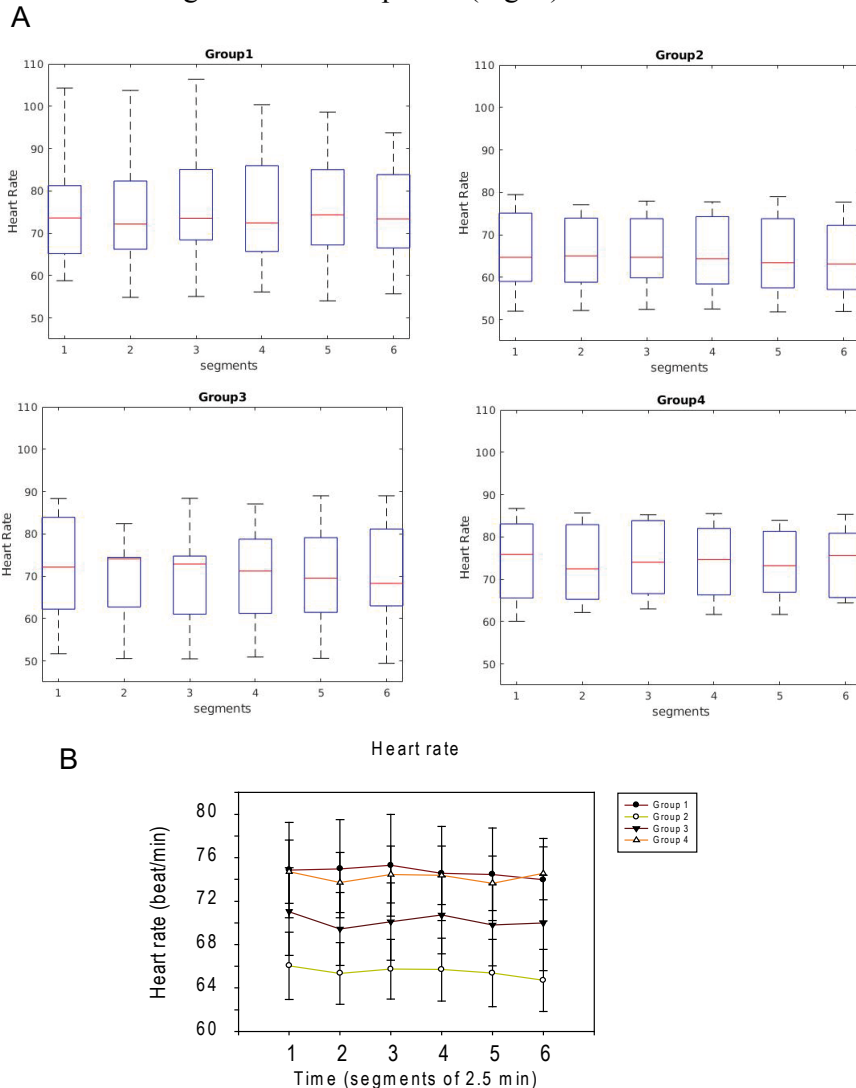 A
Group1
110
100
90
80
70
60
50
Heart Rate
1 2 3 4 5 6
segments
Group2
110
100
90
80
70
60
50
Heart Rate
1 2 3 4 5 6
segments
Group3
110
100
90
80
70
60
50
Heart Rate
1 2 3 4 5 6
segments
Group4
110
100
90
80
70
60
50
Heart Rate
1 2 3 4 5 6
segments
B
Heart rate
80
76
72
68
64
60
Heart rate (beat/min)
1 2 3 4 5 6
Time (segments of 2.5 min)
Group 1
Group 2
Group 3
Group 4